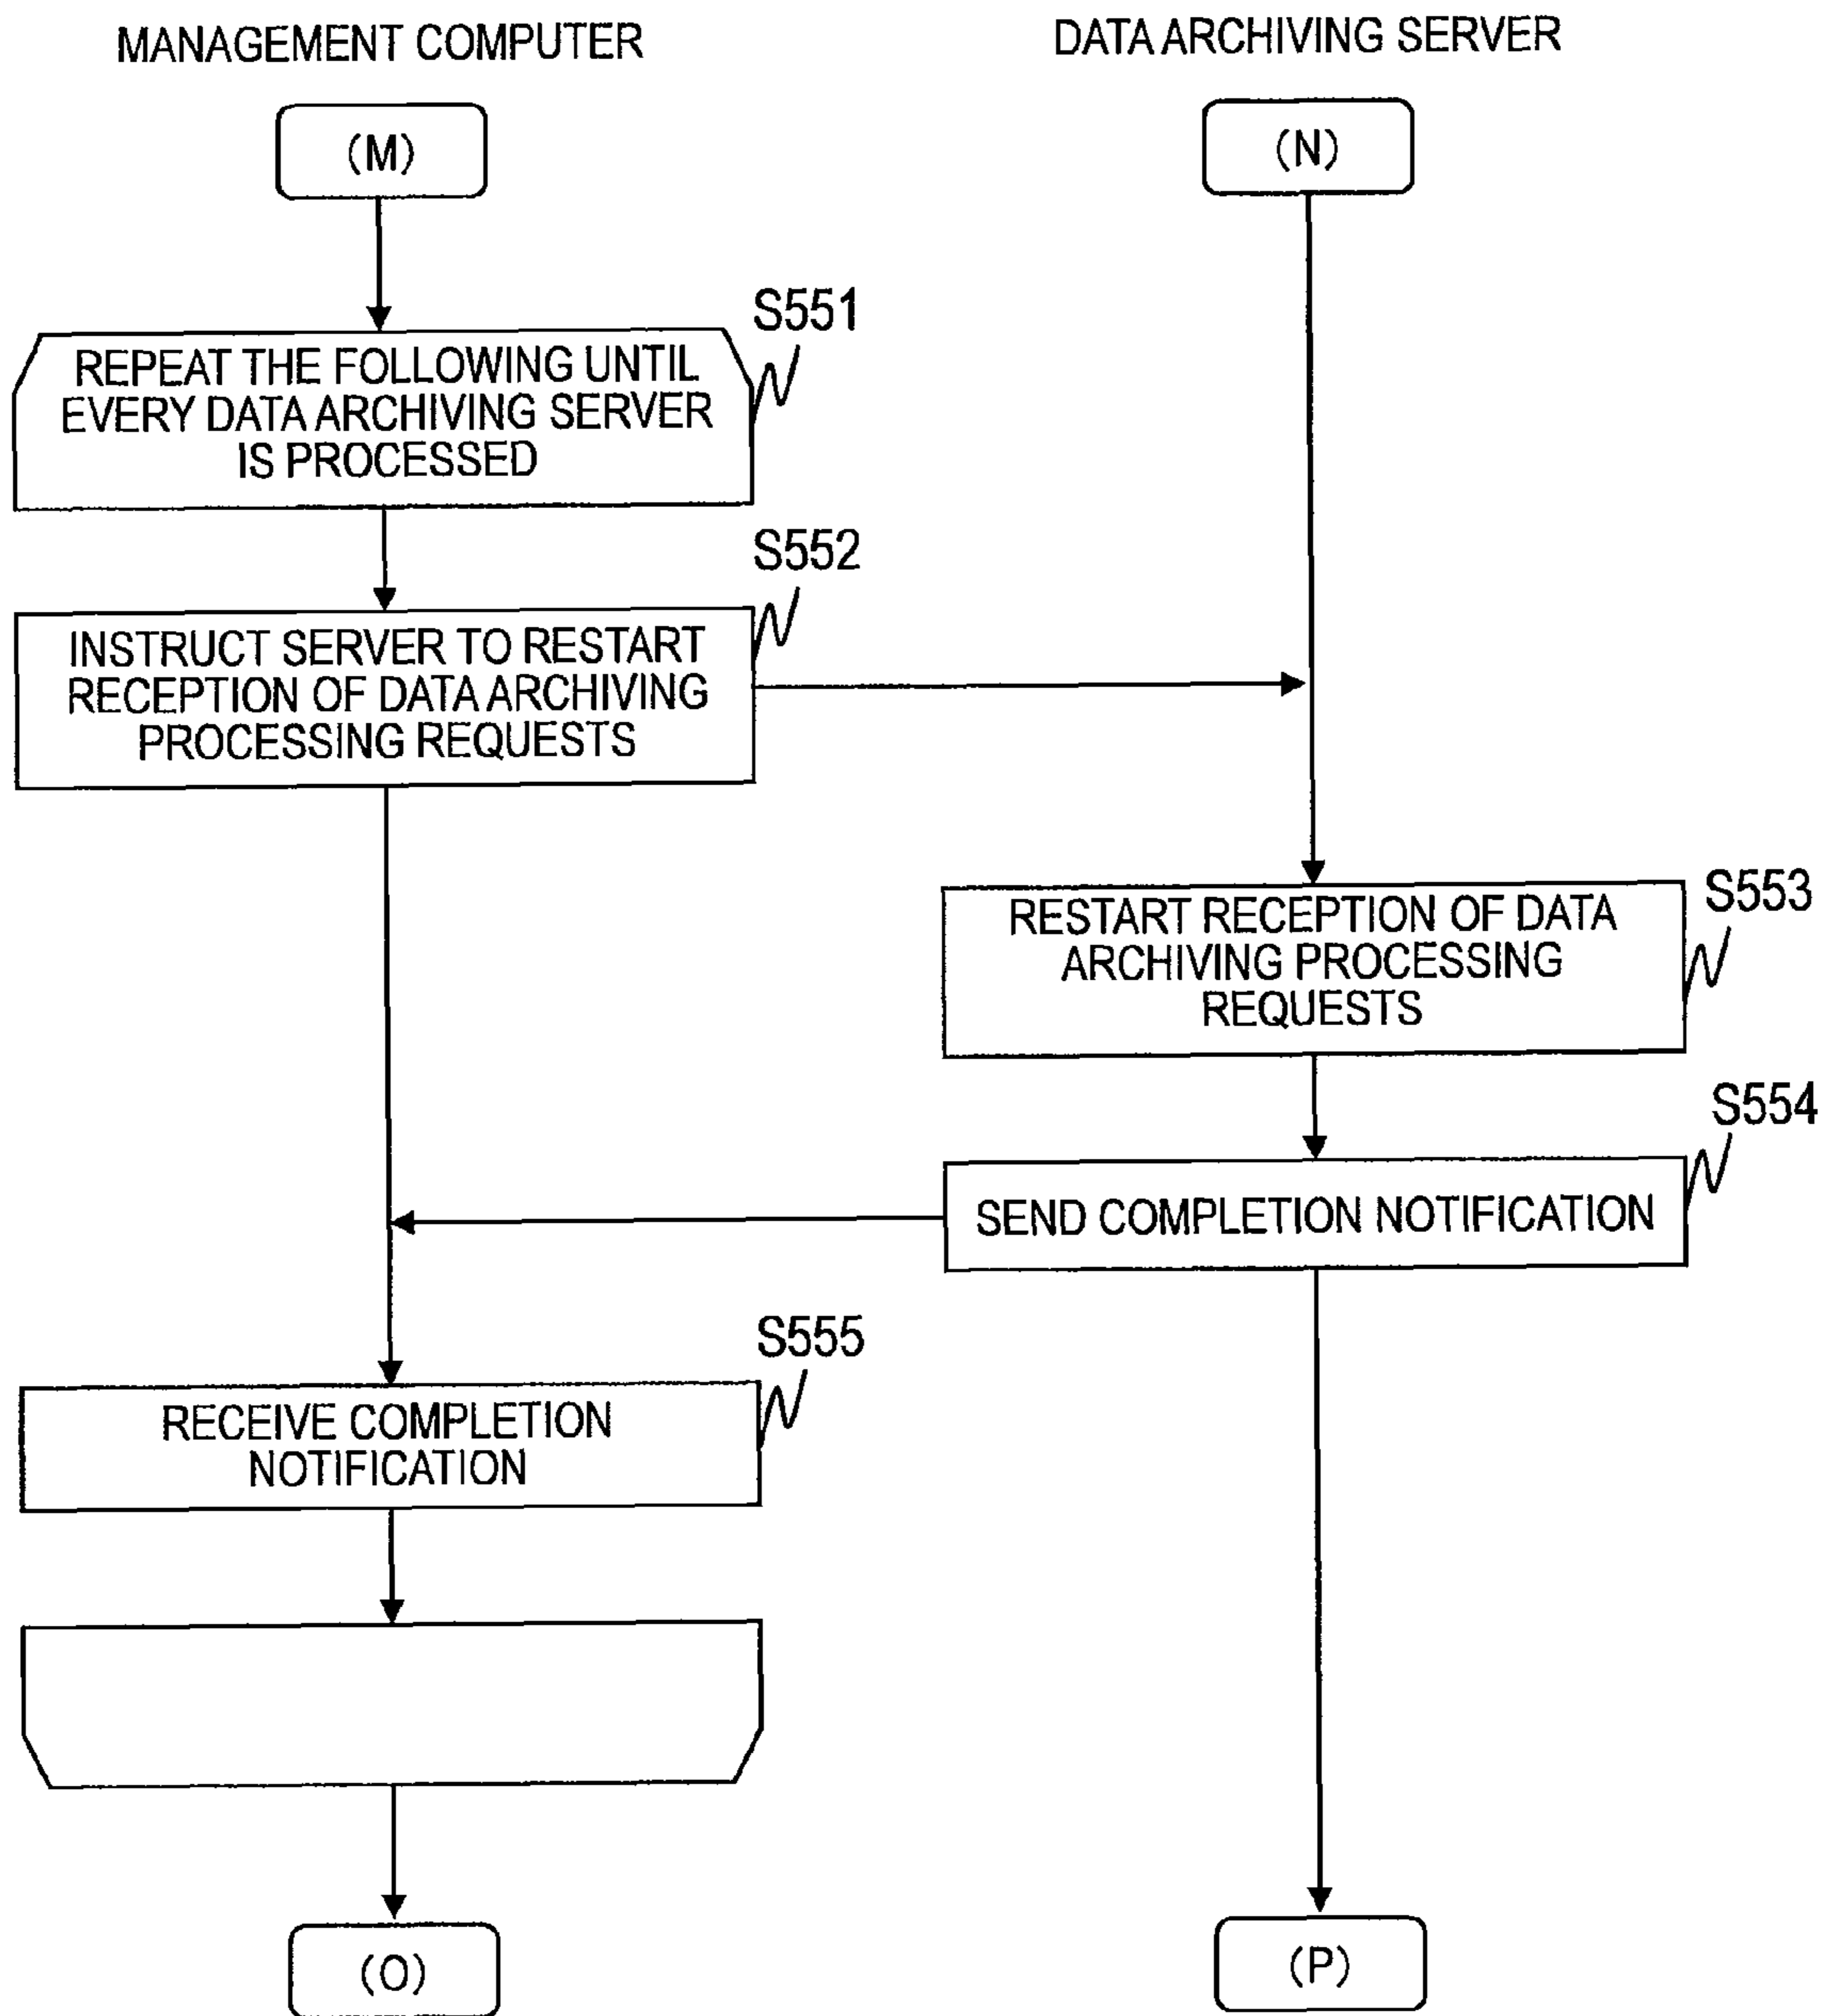 MANAGEMENT COMPUTER
DATA ARCHIVING SERVER
(M)
(N)
S551
REPEAT THE FOLLOWING UNTIL
EVERY DATA ARCHIVING SERVER
IS PROCESSED
S552
INSTRUCT SERVER TO RESTART
RECEPTION OF DATA ARCHIVING
PROCESSING REQUESTS
S553
RESTART RECEPTION OF DATA
ARCHIVING PROCESSING
REQUESTS
S554
SEND COMPLETION NOTIFICATION
S555
RECEIVE COMPLETION
NOTIFICATION
(O)
(P)